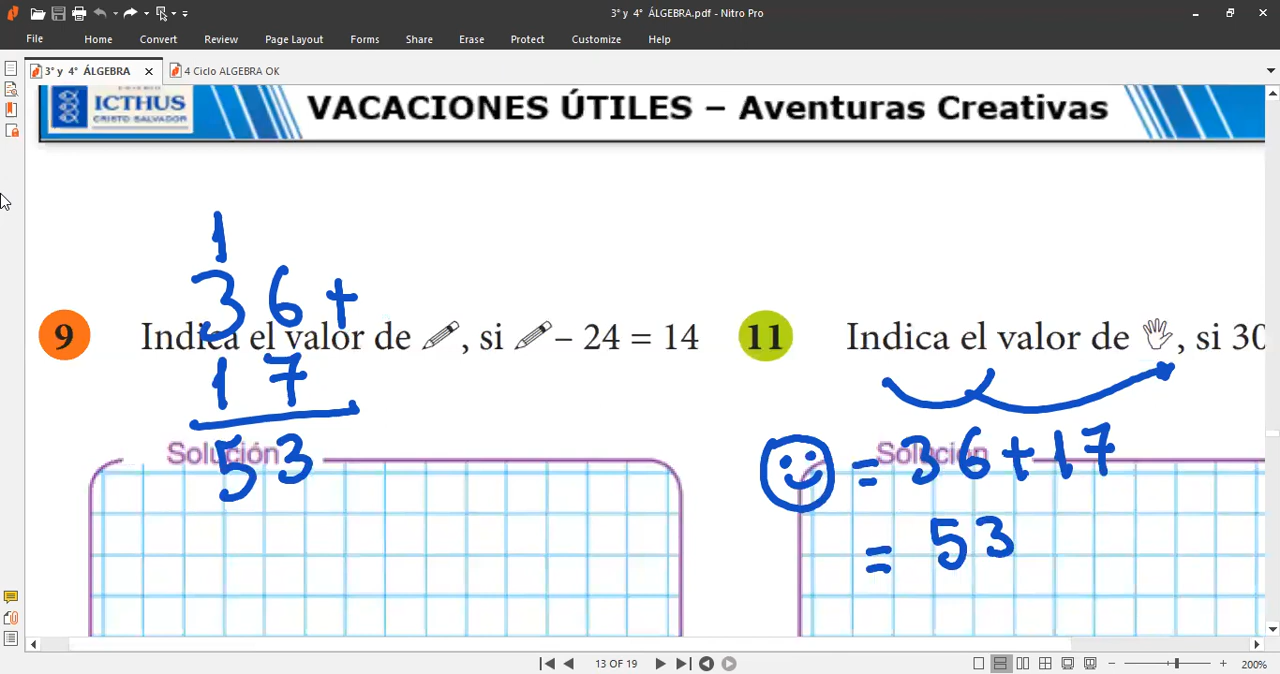 3° y 4° ÁLGEBRA.pdf - Nitro Pro
File Home Convert Review Page Layout Forms Share Erase Protect Customize Help
3° y 4° ÁLGEBRA
4 Ciclo ALGEBRA OK
ICTHUS
CRISTO SALVADOR
VACACIONES ÚTILES – Aventuras Creativas
1
36+
9 Indica el valor de , si – 24 = 14
17
53
Solución
11 Indica el valor de , si 30
Solución
= 36+17
= 53
13 OF 19
200%